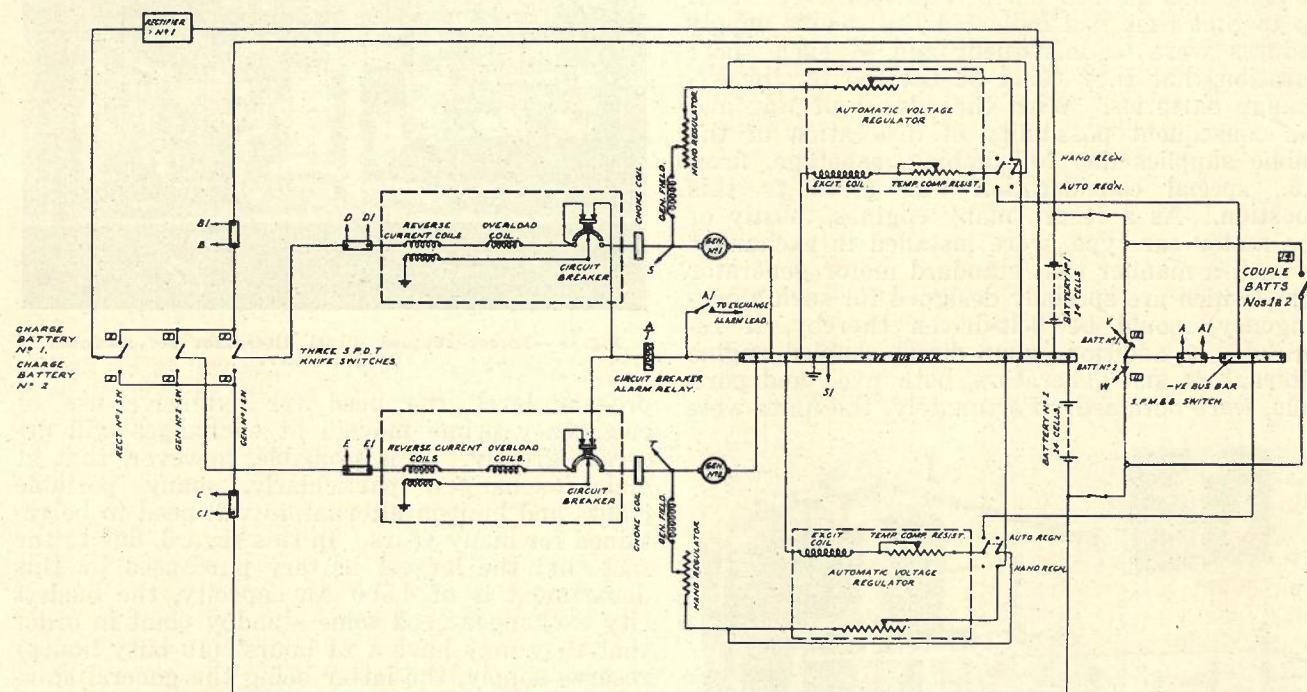 RECTIFIER
Nº 1
B1
B
CHARGE
BATTERY
Nº 1.
CHARGE
BATTERY
Nº 2
RECT Nº 1 SW
GEN Nº 2 SW
GEN. Nº 1 SW
C
C1
THREE S.P.D.T
KNIFE SWITCHES.
D D1
REVERSE
CURRENT COILS
OVERLOAD
COIL.
CIRCUIT
BREAKER
E E1
REVERSE CURRENT
COILS
OVERLOAD
COILS.
CIRCUIT
BREAKER
CHOKE COIL
S
GEN. FIELD.
HAND REGULATOR
GEN.
Nº 1
A1
TO EXCHANGE
ALARM LEAD.
CIRCUIT BREAKER
ALARM RELAY.
+VE BUS BAR
S1
CHOKE COIL
T
GEN. FIELD.
HAND REGULATOR
GEN
Nº 2
AUTOMATIC VOLTAGE
REGULATOR
EXCIT. COIL.
TEMP COMP RESIST.
HAND REG'N.
AUTO REG'N.
BATTERY Nº 1
24 CELLS
BATTERY Nº 2
24 CELLS.
V
BATT. Nº 1
BATT. Nº 2
W
S.P.M.B.B SWITCH.
A A1
-VE BUS BAR
14
COUPLE
BATTS
Nos. 1 & 2
EXCIT
COIL
TEMP COMP RESIST.
AUTO REGN
HAND REGN.
AUTOMATIC VOLTAGE
REGULATOR